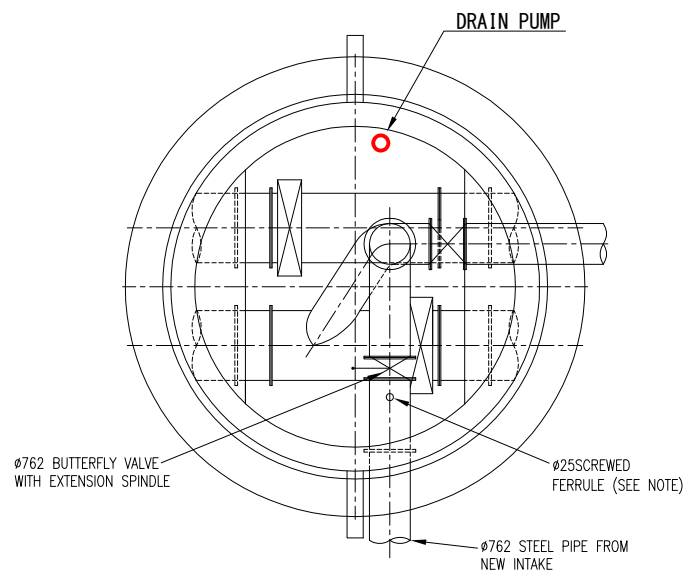 DRAIN PUMP
ø762 BUTTERFLY VALVE
WITH EXTENSION SPINDLE
ø25SCREWED
FERRULE (SEE NOTE)
ø762 STEEL PIPE FROM
NEW INTAKE